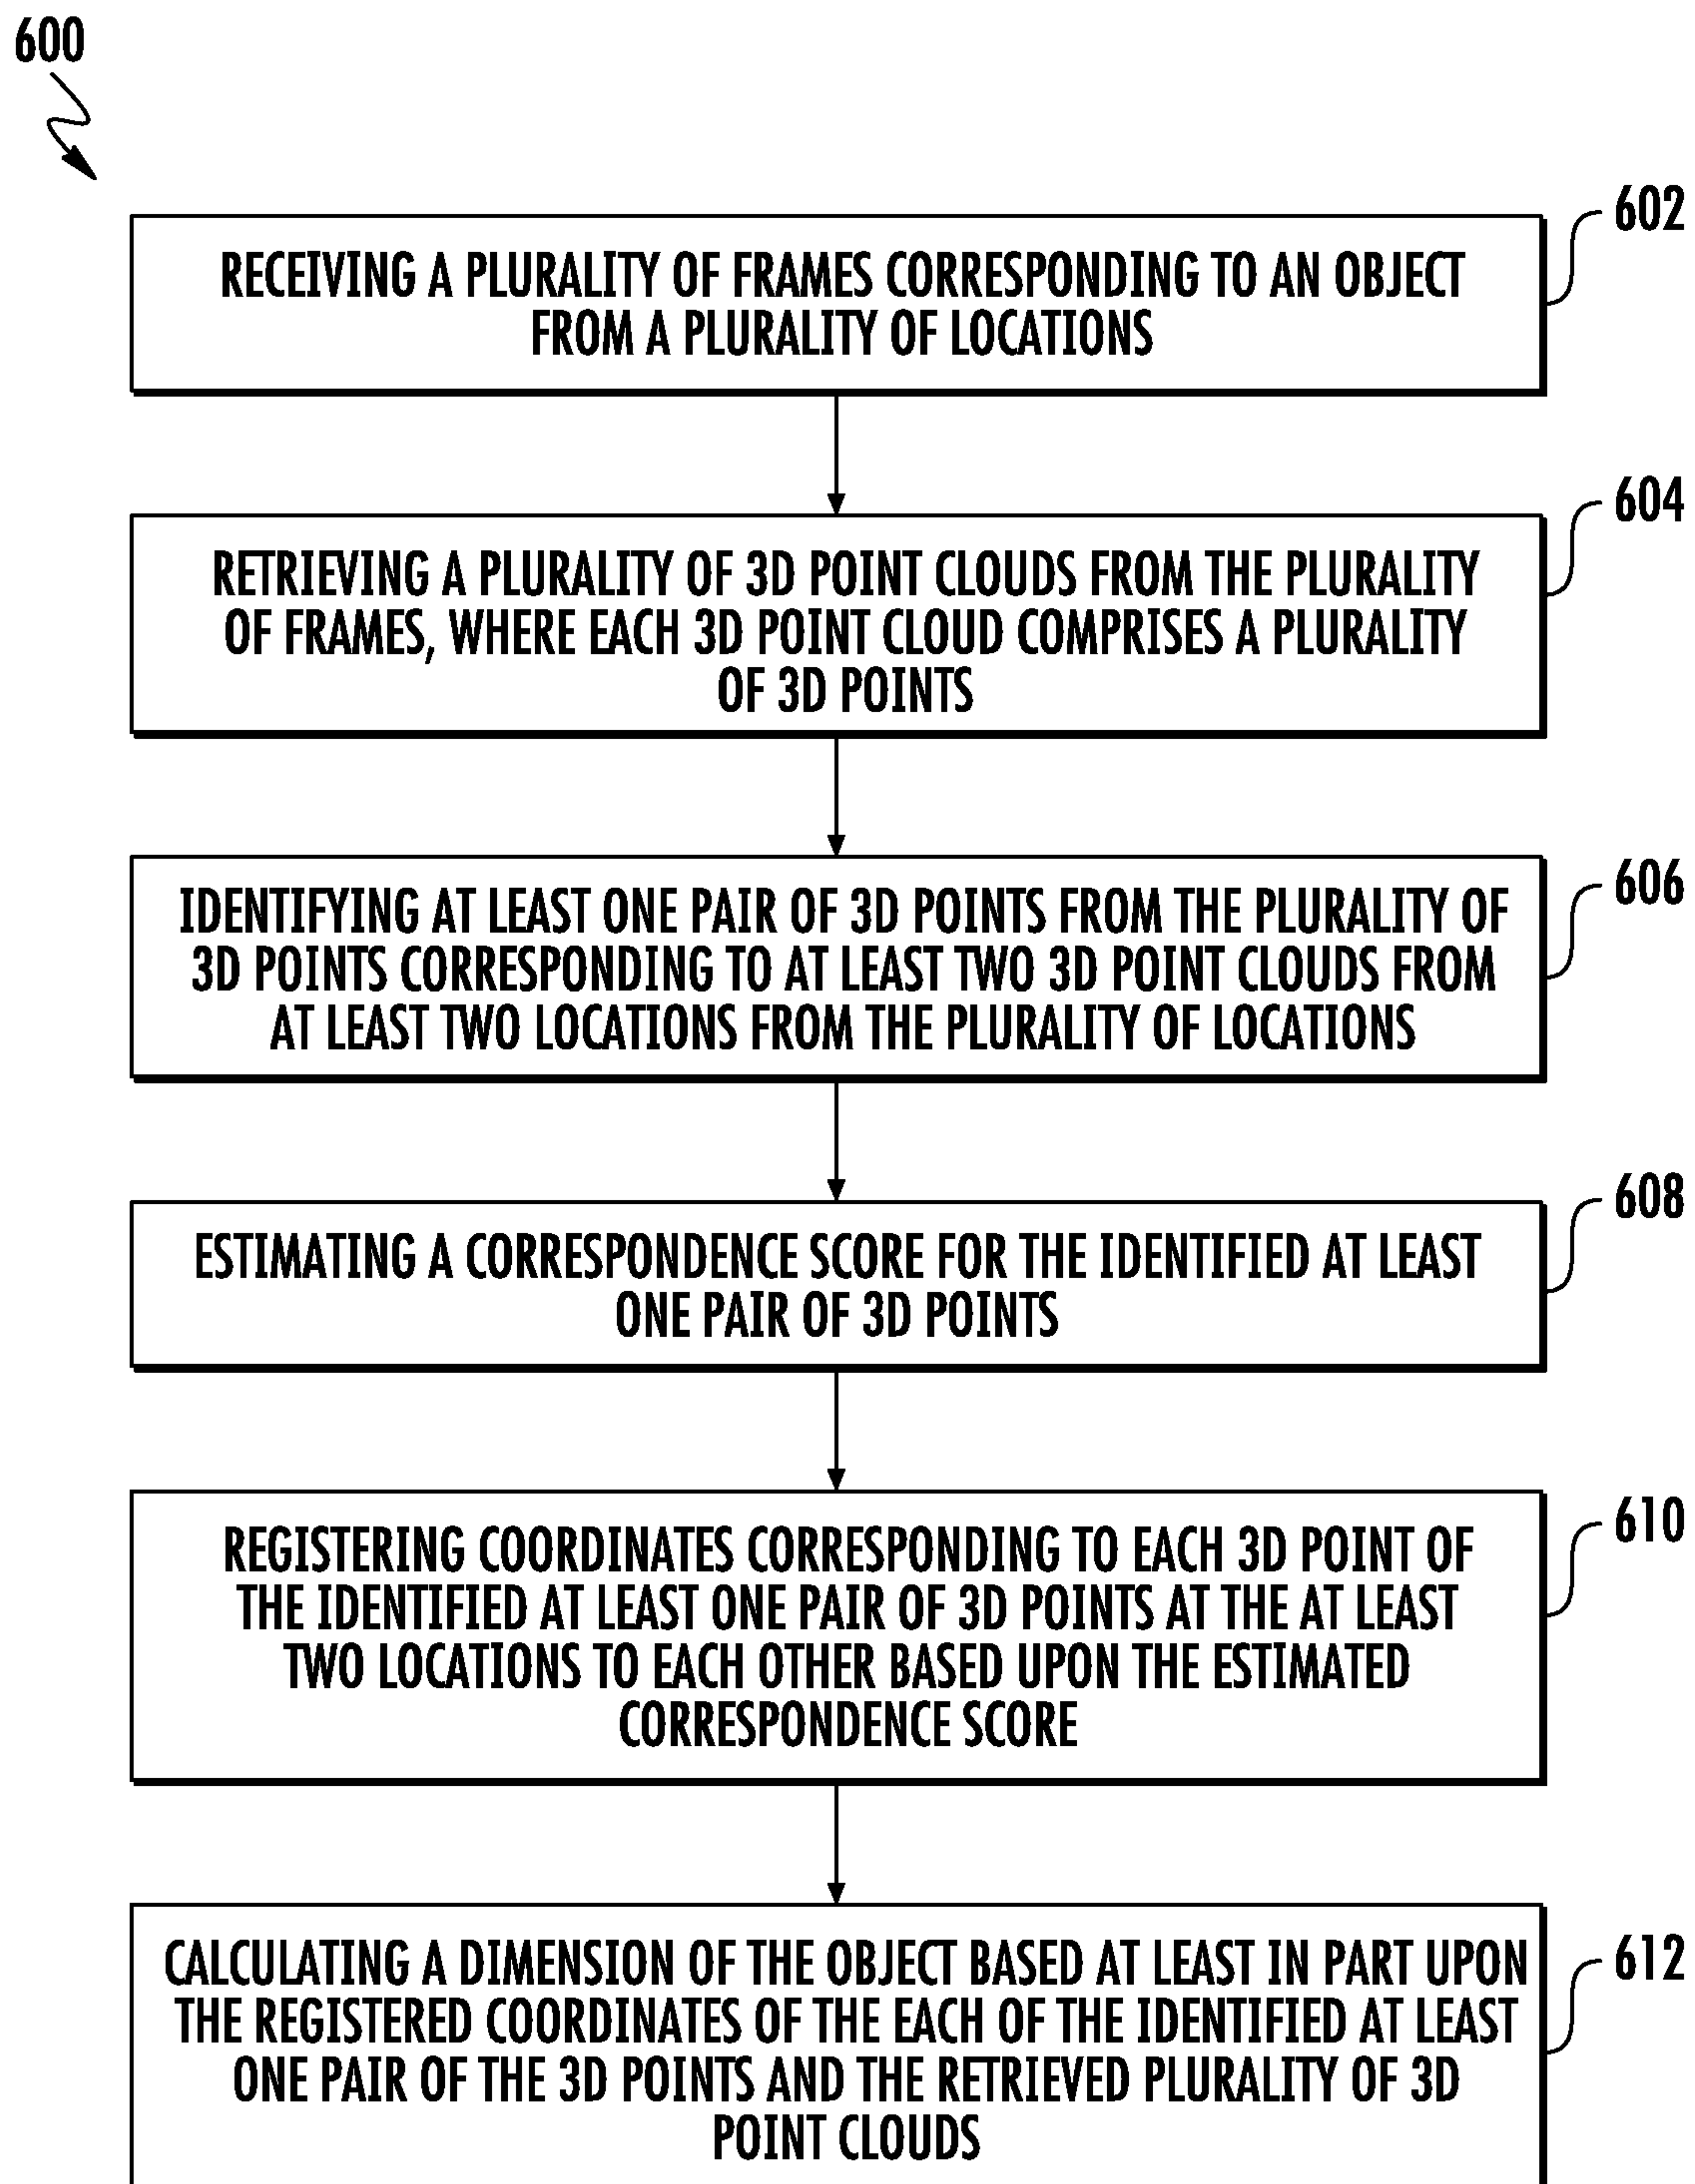 600
602
RECEIVING A PLURALITY OF FRAMES CORRESPONDING TO AN OBJECT
FROM A PLURALITY OF LOCATIONS
604
RETRIEVING A PLURALITY OF 3D POINT CLOUDS FROM THE PLURALITY
OF FRAMES, WHERE EACH 3D POINT CLOUD COMPRISES A PLURALITY
OF 3D POINTS
606
IDENTIFYING AT LEAST ONE PAIR OF 3D POINTS FROM THE PLURALITY OF
3D POINTS CORRESPONDING TO AT LEAST TWO 3D POINT CLOUDS FROM
AT LEAST TWO LOCATIONS FROM THE PLURALITY OF LOCATIONS
608
ESTIMATING A CORRESPONDENCE SCORE FOR THE IDENTIFIED AT LEAST
ONE PAIR OF 3D POINTS
610
REGISTERING COORDINATES CORRESPONDING TO EACH 3D POINT OF
THE IDENTIFIED AT LEAST ONE PAIR OF 3D POINTS AT THE AT LEAST
TWO LOCATIONS TO EACH OTHER BASED UPON THE ESTIMATED
CORRESPONDENCE SCORE
612
CALCULATING A DIMENSION OF THE OBJECT BASED AT LEAST IN PART UPON
THE REGISTERED COORDINATES OF THE EACH OF THE IDENTIFIED AT LEAST
ONE PAIR OF THE 3D POINTS AND THE RETRIEVED PLURALITY OF 3D
POINT CLOUDS